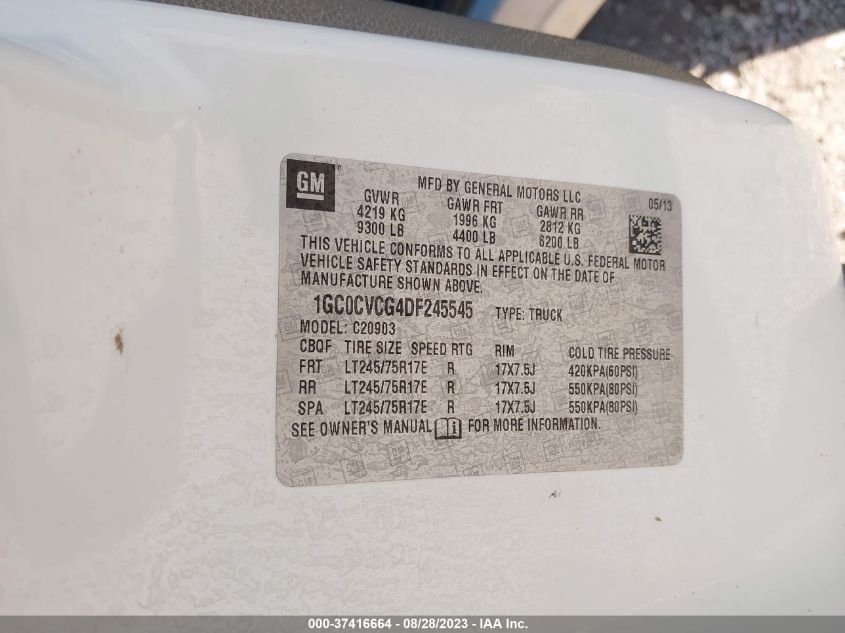 GM
MFD BY GENERAL MOTORS LLC
05/13
GVWR GAWR FRT GAWR RR
4219 KG 1996 KG 2812 KG
9300 LB 4400 LB 6200 LB
THIS VEHICLE CONFORMS TO ALL APPLICABLE U.S. FEDERAL MOTOR
VEHICLE SAFETY STANDARDS IN EFFECT ON THE DATE OF
MANUFACTURE SHOWN ABOVE.
1GC0CVCG4DF245545 TYPE: TRUCK
MODEL: C20903
CBQF TIRE SIZE SPEED RTG RIM COLD TIRE PRESSURE
FRT LT245/75R17E R 17X7.5J 420KPA(60PSI)
RR LT245/75R17E R 17X7.5J 550KPA(80PSI)
SPA LT245/75R17E R 17X7.5J 550KPA(80PSI)
SEE OWNER'S MANUAL FOR MORE INFORMATION.
000-37416664 - 08/28/2023 - IAA Inc.